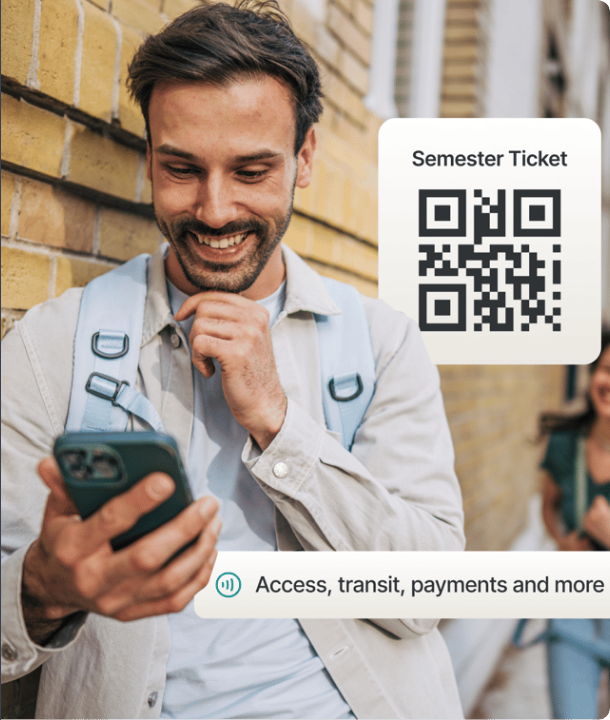 Semester Ticket
Access, transit, payments and more